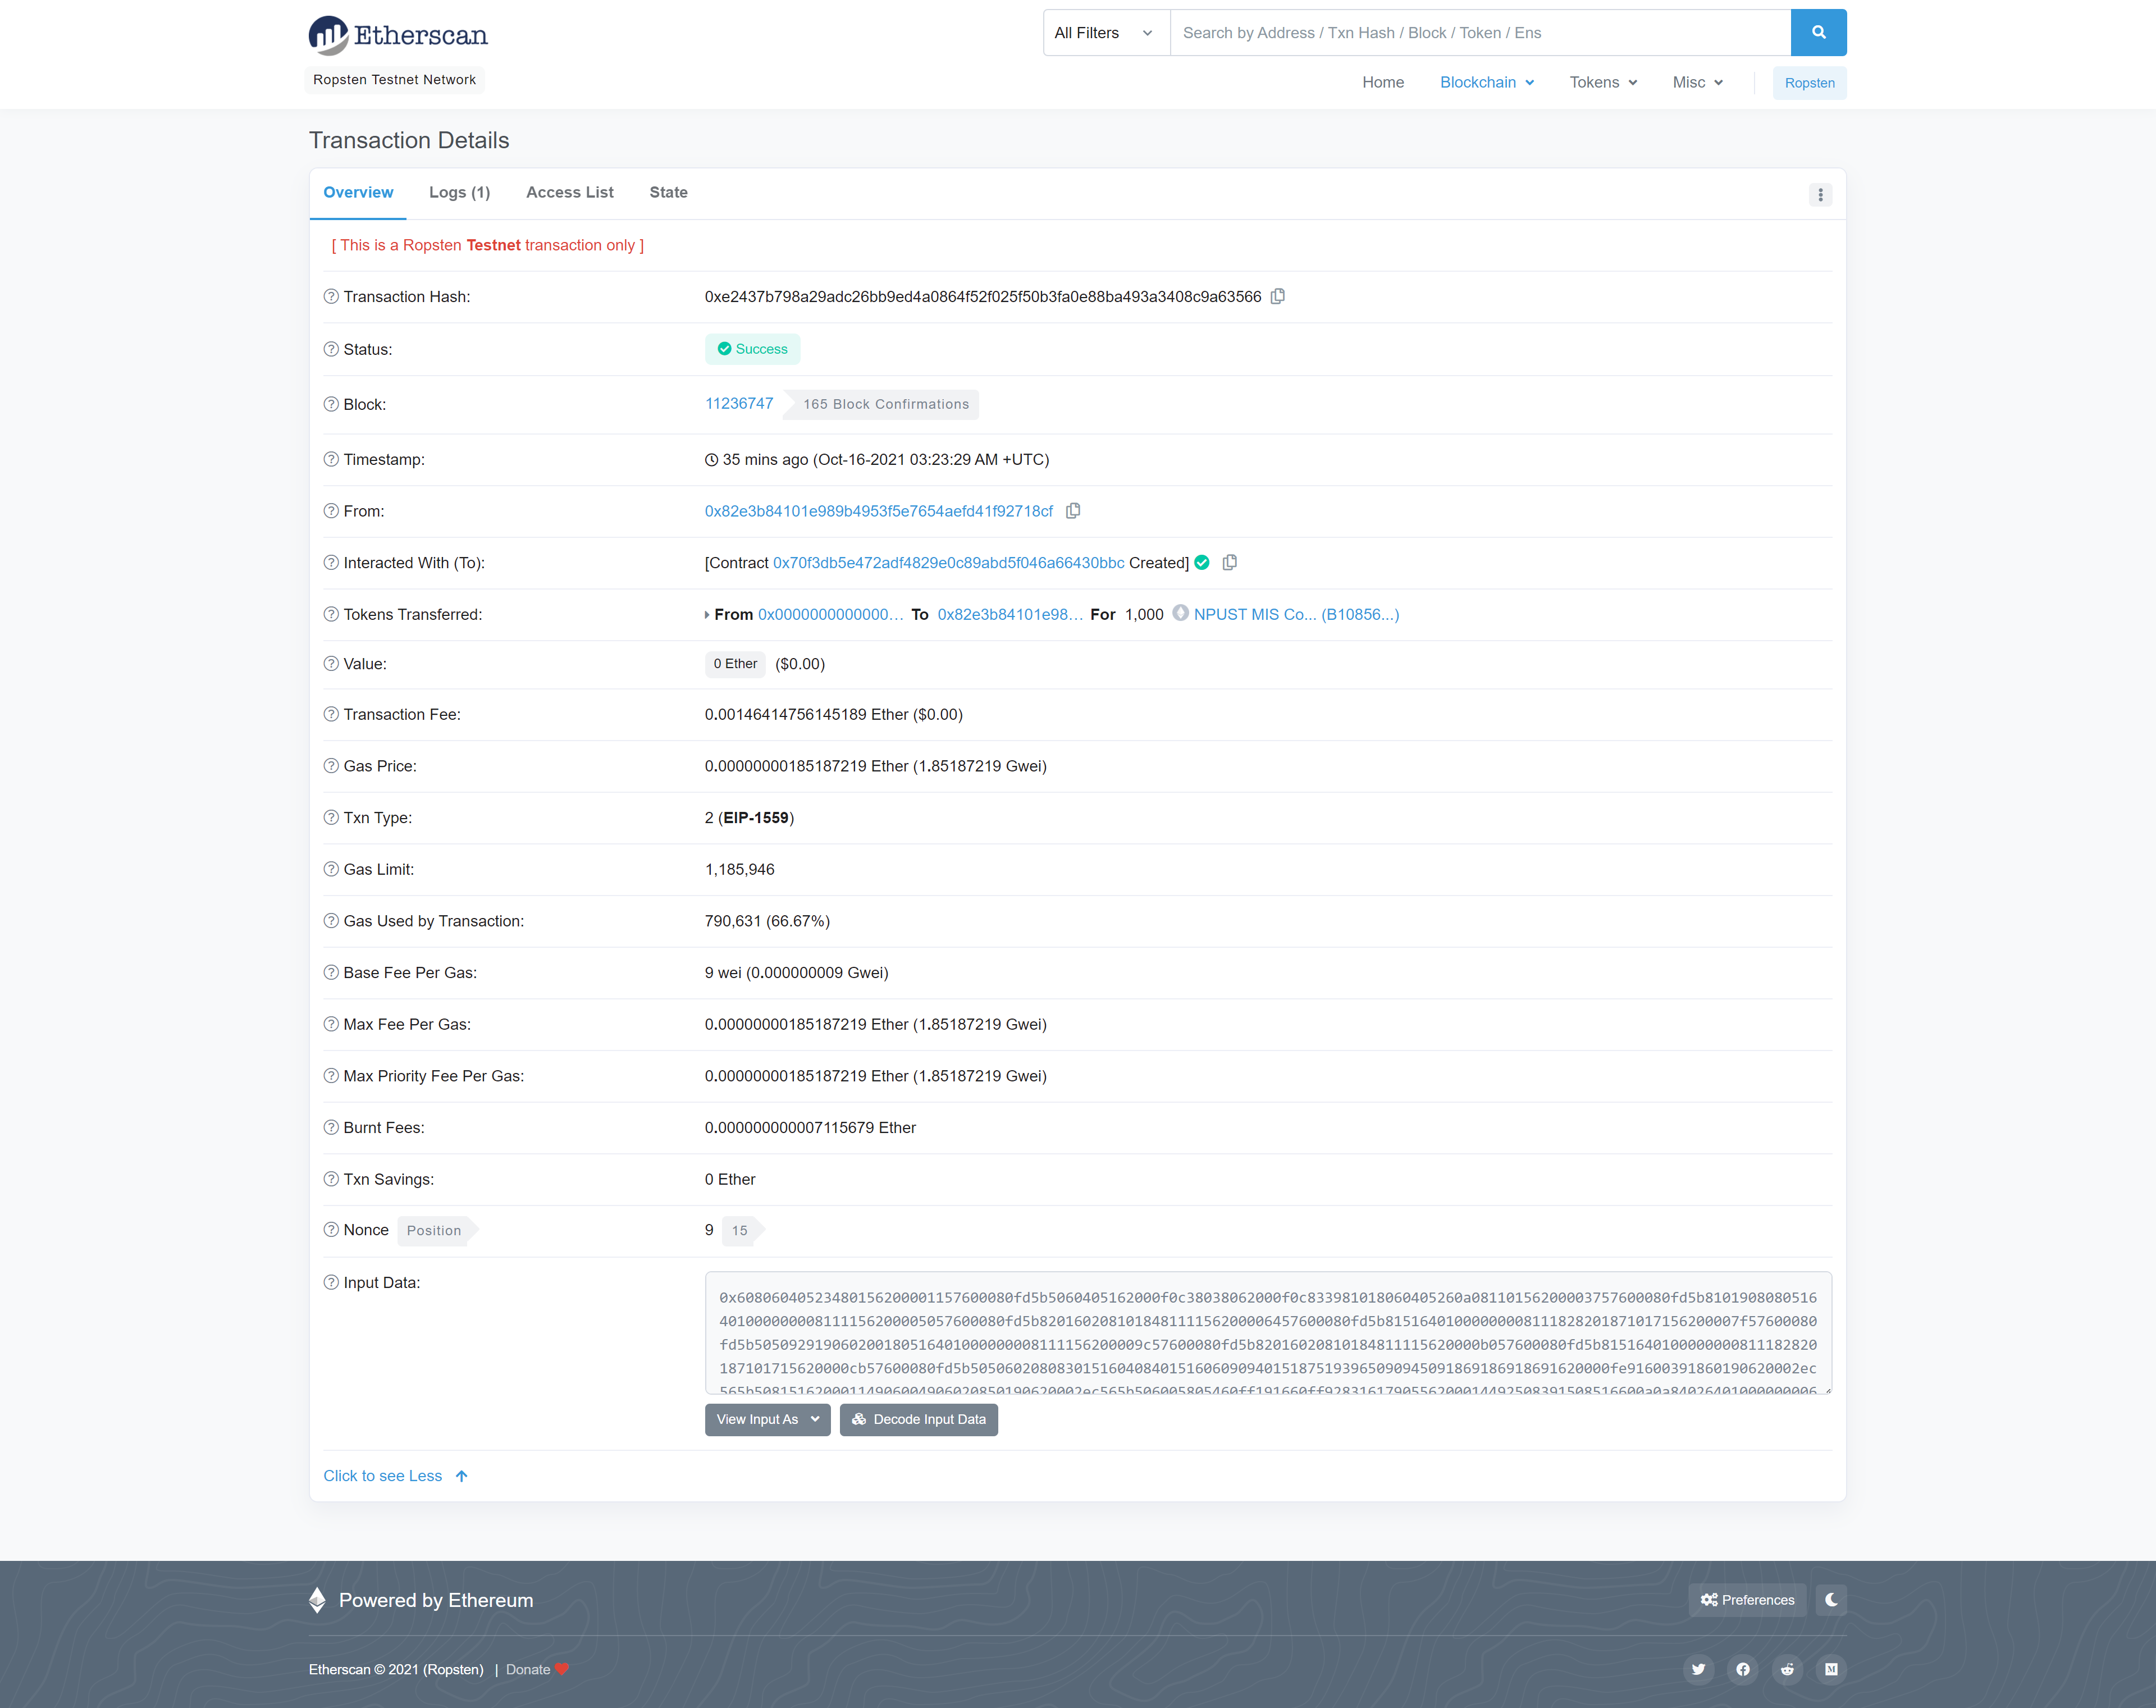 Etherscan
All Filters
Search by Address / Txn Hash / Block / Token / Ens
Ropsten Testnet Network
Home Blockchain Tokens Misc Ropsten
Transaction Details
Overview Logs (1) Access List State
[ This is a Ropsten Testnet transaction only ]
Transaction Hash: 0xe2437b798a29adc26bb9ed4a0864f52f025f50b3fa0e88ba493a3408c9a63566
Status: Success
Block: 11236747 165 Block Confirmations
Timestamp: 35 mins ago (Oct-16-2021 03:23:29 AM +UTC)
From: 0x82e3b84101e989b4953f5e7654aefd41f92718cf
Interacted With (To): [Contract 0x70f3db5e472adf4829e0c89abd5f046a66430bbc Created]
Tokens Transferred: From 0x0000000000000... To 0x82e3b84101e98... For 1,000 NPUST MIS Co... (B10856...)
Value: 0 Ether ($0.00)
Transaction Fee: 0.00146414756145189 Ether ($0.00)
Gas Price: 0.00000000185187219 Ether (1.85187219 Gwei)
Txn Type: 2 (EIP-1559)
Gas Limit: 1,185,946
Gas Used by Transaction: 790,631 (66.67%)
Base Fee Per Gas: 9 wei (0.000000009 Gwei)
Max Fee Per Gas: 0.00000000185187219 Ether (1.85187219 Gwei)
Max Priority Fee Per Gas: 0.00000000185187219 Ether (1.85187219 Gwei)
Burnt Fees: 0.000000000007115679 Ether
Txn Savings: 0 Ether
Nonce Position 9 15
Input Data: 0x60806040523480156200001157600080fd5b5060405162000f0c38038062000f0c833981018060405260a08110156200003757600080fd5b8101908080516
401000000008111156200005057600080fd5b82016020810184811115620000645760008 0fd5b8151640100000000811182820187101715620007f57600080
fd5b505092919060200180516401000000008111156200009c57600080fd5b82016020810184811115620000b057600080fd5b8151640100000000811182820
187101715620000cb57600080fd5b5050602080830151604084015160609094015187519396509094509186918691869162000 0fe91600391860190620002ec
565b508151620001149060049060208501906200 02ec565b506005805460ff191660ff928316179055620001449250839150851660 0a0a84026401000000006
View Input As Decode Input Data
Click to see Less
Powered by Ethereum
Preferences
Etherscan © 2021 (Ropsten) | Donate